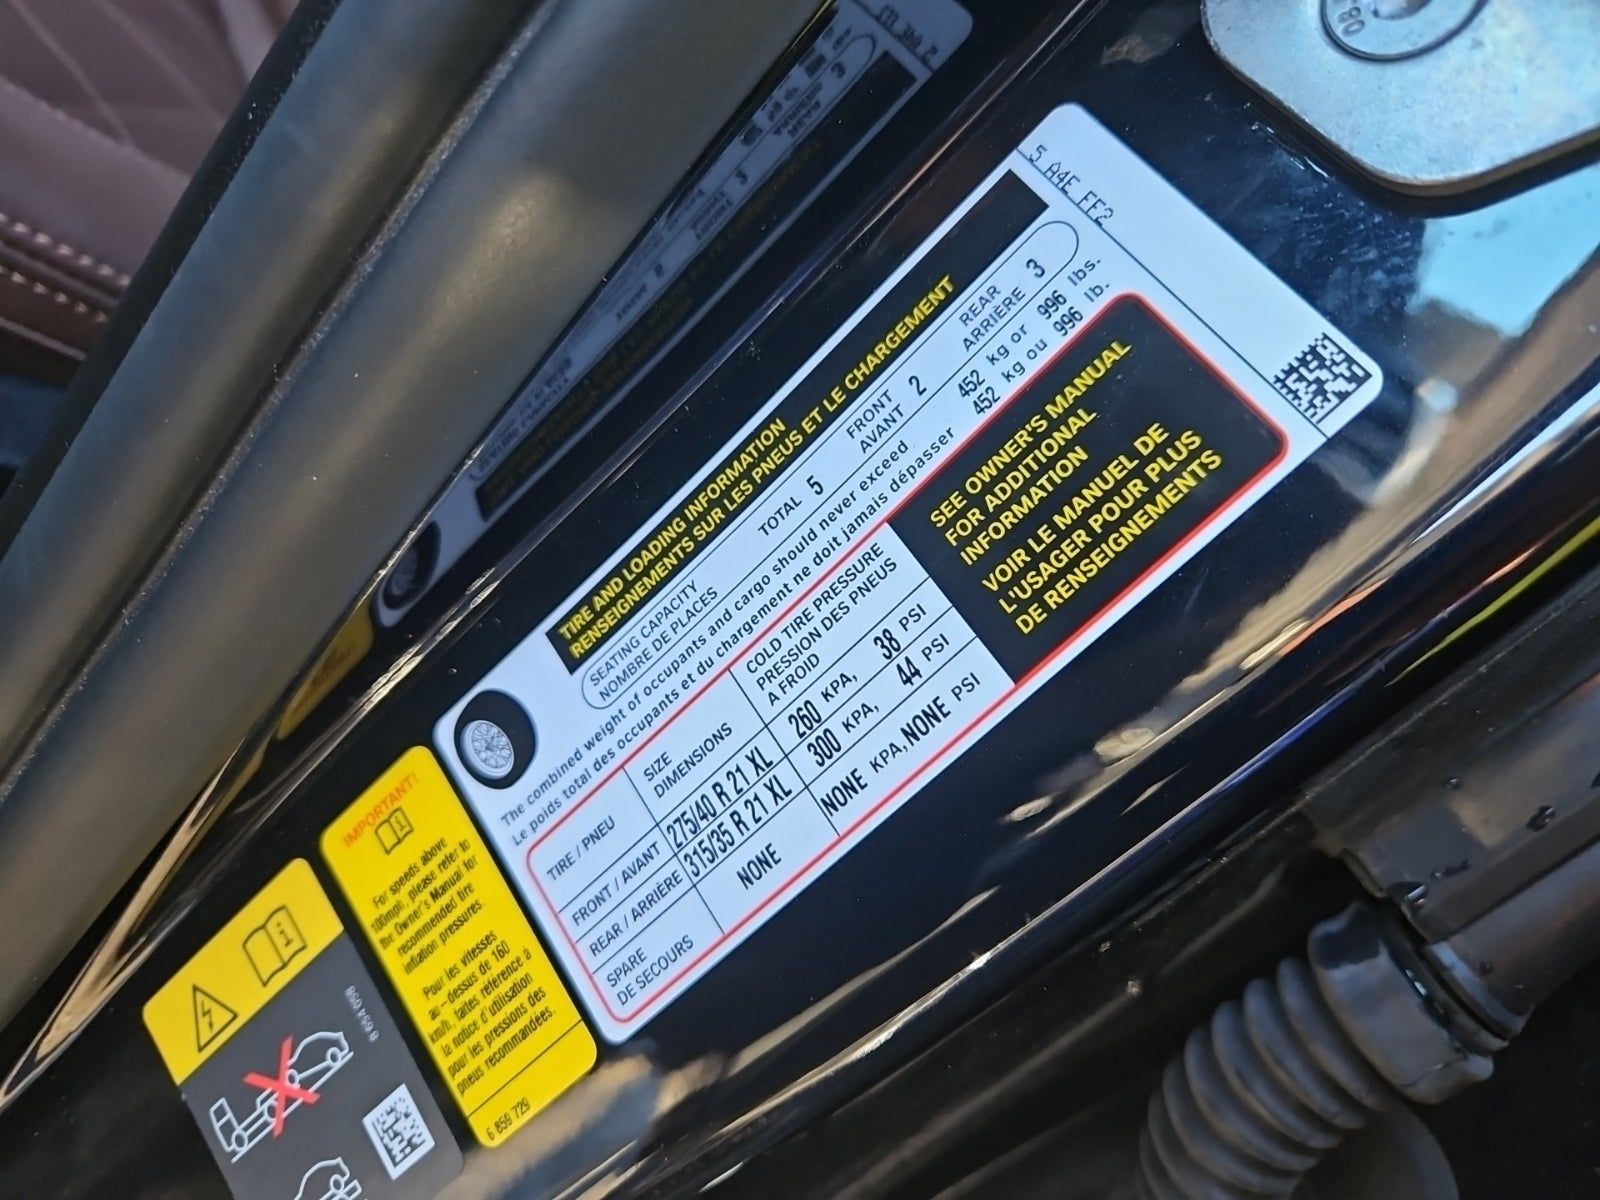 5 A4E FF2
TIRE AND LOADING INFORMATION
RENSEIGNEMENTS SUR LES PNEUS ET LE CHARGEMENT
SEATING CAPACITY
NOMBRE DE PLACES
TOTAL 5
FRONT
AVANT 2
REAR
ARRIÈRE 3
The combined weight of occupants and cargo should never exceed 452 kg or 996 lbs.
Le poids total des occupants et du chargement ne doit jamais dépasser 452 kg ou 996 lb.
TIRE / PNEU
SIZE
DIMENSIONS
COLD TIRE PRESSURE
PRESSION DES PNEUS
A FROID
FRONT / AVANT 275/40 R 21 XL 260 KPA, 38 PSI
REAR / ARRIÈRE 315/35 R 21 XL 300 KPA, 44 PSI
SPARE
DE SECOURS
NONE NONE KPA, NONE PSI
SEE OWNER'S MANUAL
FOR ADDITIONAL
INFORMATION
VOIR LE MANUEL DE
L'USAGER POUR PLUS
DE RENSEIGNEMENTS
IMPORTANT!
For speeds above
100mph, please refer to
the Owner's Manual for
recommended tire
inflation pressures.
Pour les vitesses
au-dessus de 160
km/h, faites référence à
la notice d'utilisation
pour les pressions des
pneus recommandées.
6 859 729